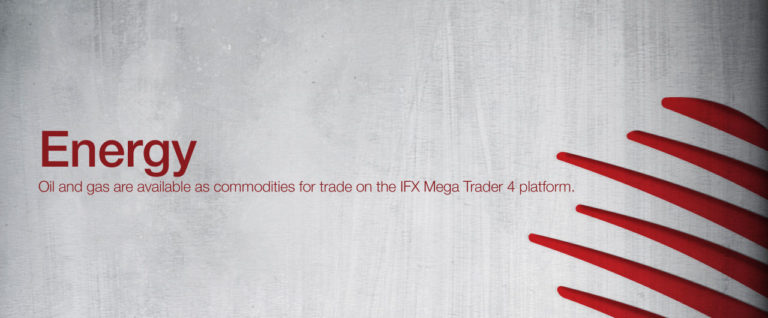 Energy
Oil and gas are available as commodities for trade on the IFX Mega Trader 4 platform.